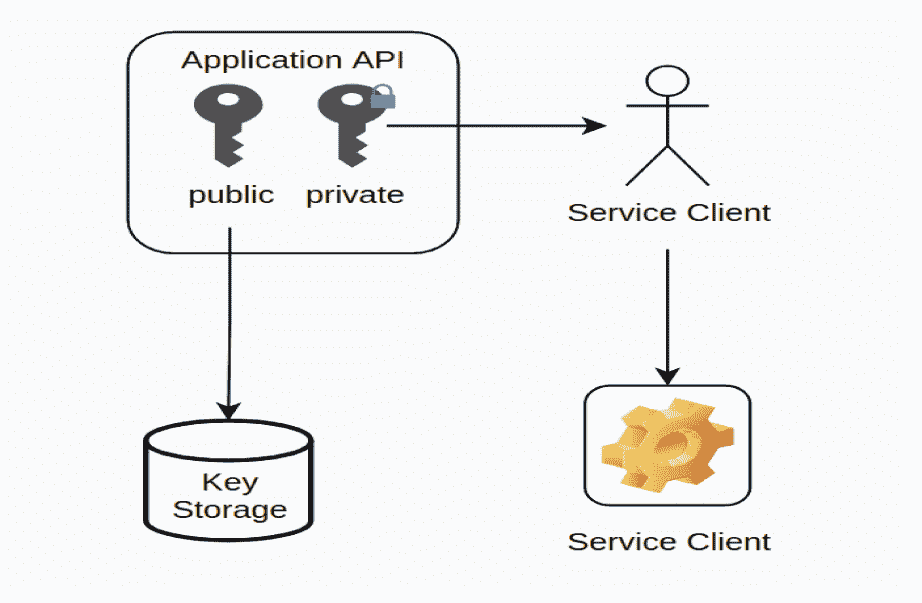 Application API
public private
Service Client
Key
Storage
Service Client